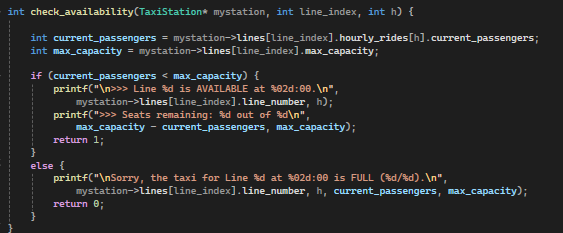 int check_availability(TaxiStation* mystation, int line_index, int h) {
int current_passengers = mystation->lines[line_index].hourly_rides[h].current_passengers;
int max_capacity = mystation->lines[line_index].max_capacity;
if (current_passengers < max_capacity) {
printf("\n>>> Line %d is AVAILABLE at %02d:00.\n",
mystation->lines[line_index].line_number, h);
printf(">>> Seats remaining: %d out of %d\n",
max_capacity - current_passengers, max_capacity);
return 1;
}
else {
printf("\nSorry, the taxi for Line %d at %02d:00 is FULL (%d/%d).\n",
mystation->lines[line_index].line_number, h, current_passengers, max_capacity);
return 0;
}
}